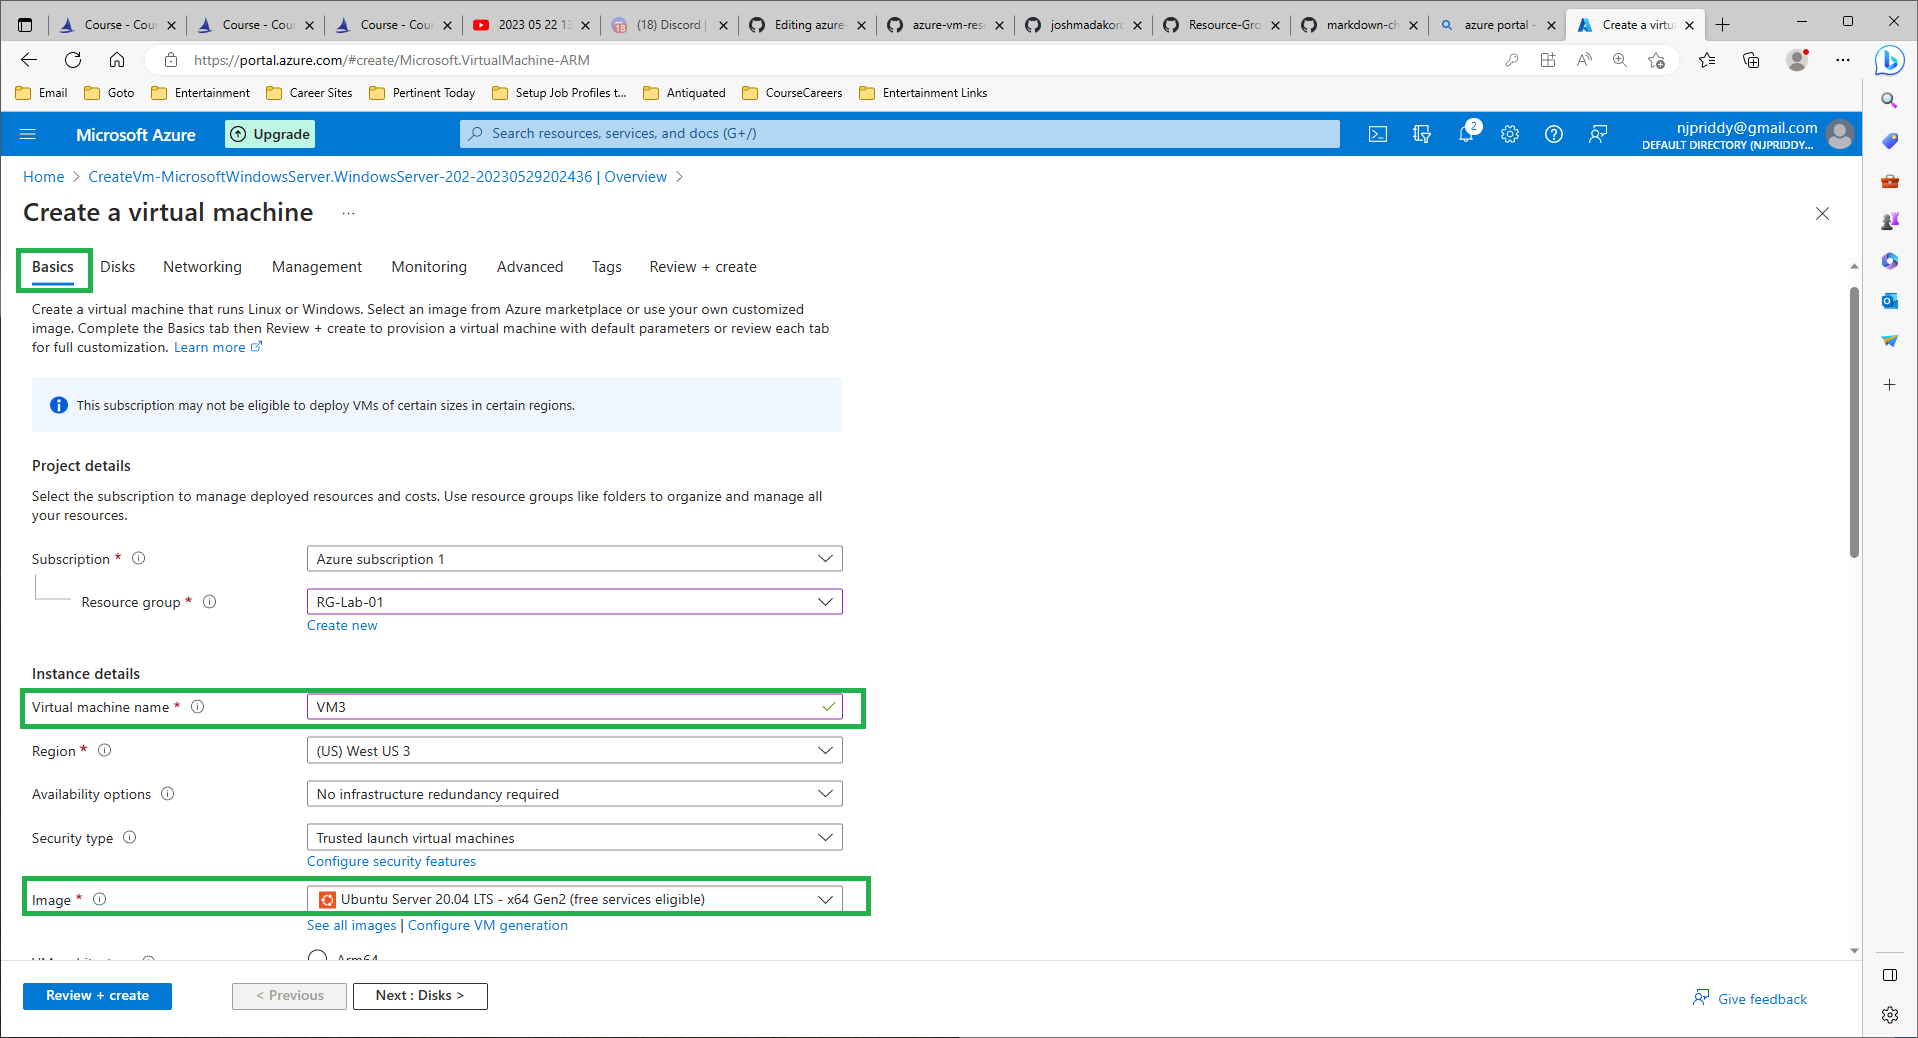 Course - Cour
Course - Cour
Course - Cour
2023 05 22 13
(18) Discord |
Editing azure-
azure-vm-reso
joshmadakoro
Resource-Gro
markdown-ch
azure portal -
Create a virtua
https://portal.azure.com/#create/Microsoft.VirtualMachine-ARM
Email Goto Entertainment Career Sites Pertinent Today Setup Job Profiles t... Antiquated CourseCareers Entertainment Links
Microsoft Azure
Upgrade
Search resources, services, and docs (G+/)
2
njpriddy@gmail.com
DEFAULT DIRECTORY (NJPRIDDY...
Home > CreateVm-MicrosoftWindowsServer.WindowsServer-202-20230529202436 | Overview >
Create a virtual machine ...
Basics Disks Networking Management Monitoring Advanced Tags Review + create
Create a virtual machine that runs Linux or Windows. Select an image from Azure marketplace or use your own customized
image. Complete the Basics tab then Review + create to provision a virtual machine with default parameters or review each tab
for full customization. Learn more
This subscription may not be eligible to deploy VMs of certain sizes in certain regions.
Project details
Select the subscription to manage deployed resources and costs. Use resource groups like folders to organize and manage all
your resources.
Subscription * Azure subscription 1
Resource group * RG-Lab-01
Create new
Instance details
Virtual machine name * VM3
Region * (US) West US 3
Availability options No infrastructure redundancy required
Security type Trusted launch virtual machines
Configure security features
Image * Ubuntu Server 20.04 LTS - x64 Gen2 (free services eligible)
See all images | Configure VM generation
Arm64
Review + create
< Previous
Next : Disks >
Give feedback